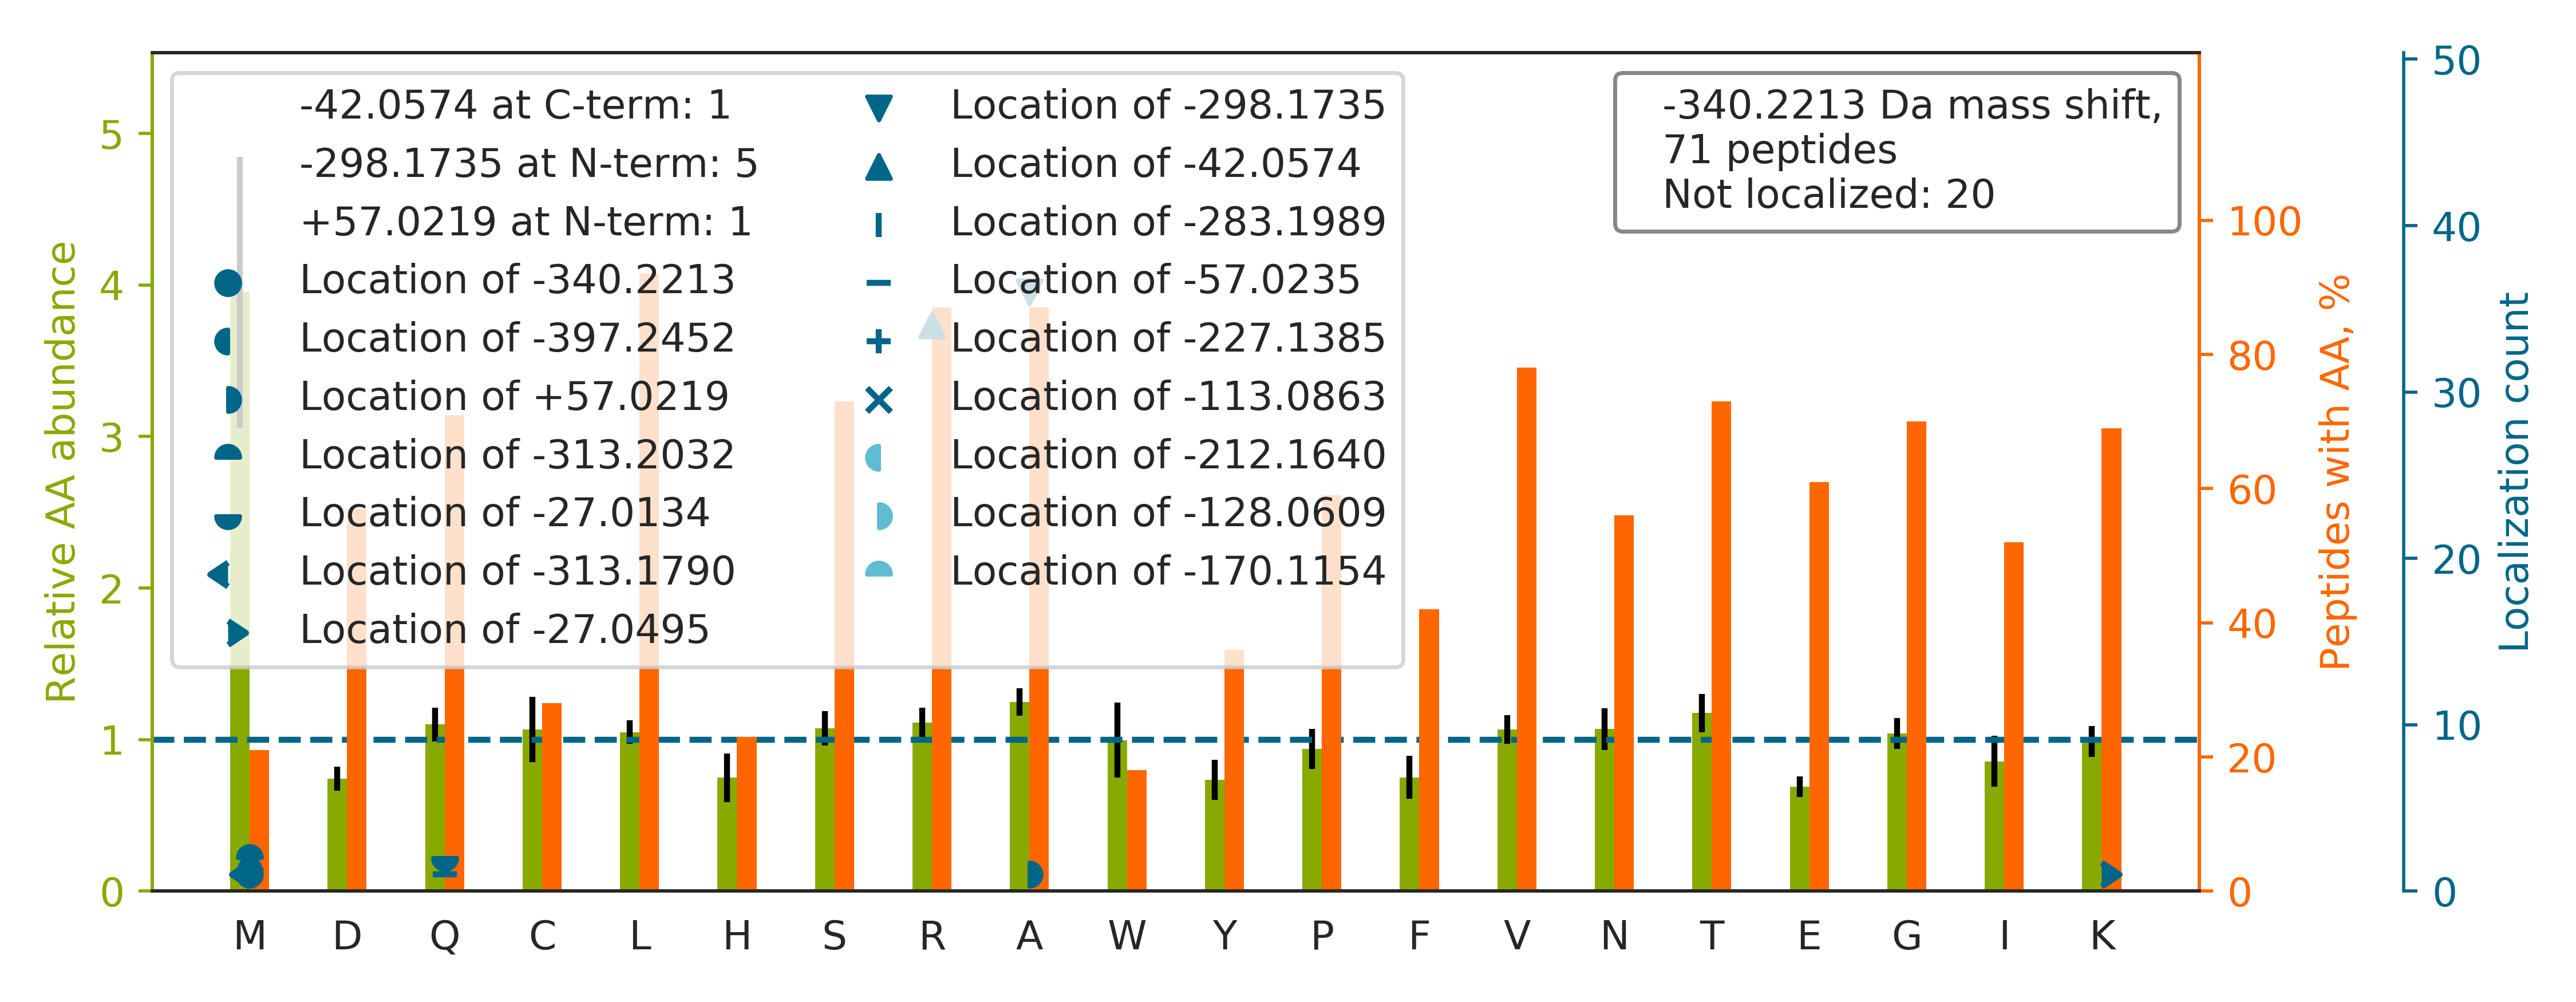 -42.0574 at C-term: 1
-298.1735 at N-term: 5
+57.0219 at N-term: 1
Location of -340.2213
Location of -397.2452
Location of +57.0219
Location of -313.2032
Location of -27.0134
Location of -313.1790
Location of -27.0495
Location of -298.1735
Location of -42.0574
Location of -283.1989
Location of -57.0235
Location of -227.1385
Location of -113.0863
Location of -212.1640
Location of -128.0609
Location of -170.1154
-340.2213 Da mass shift,
71 peptides
Not localized: 20
Relative AA abundance
5
4
3
2
1
0
M D Q C L H S R A W Y P F V N T E G I K
100
80
60
40
20
0
Peptides with AA, %
50
40
30
20
10
0
Localization count